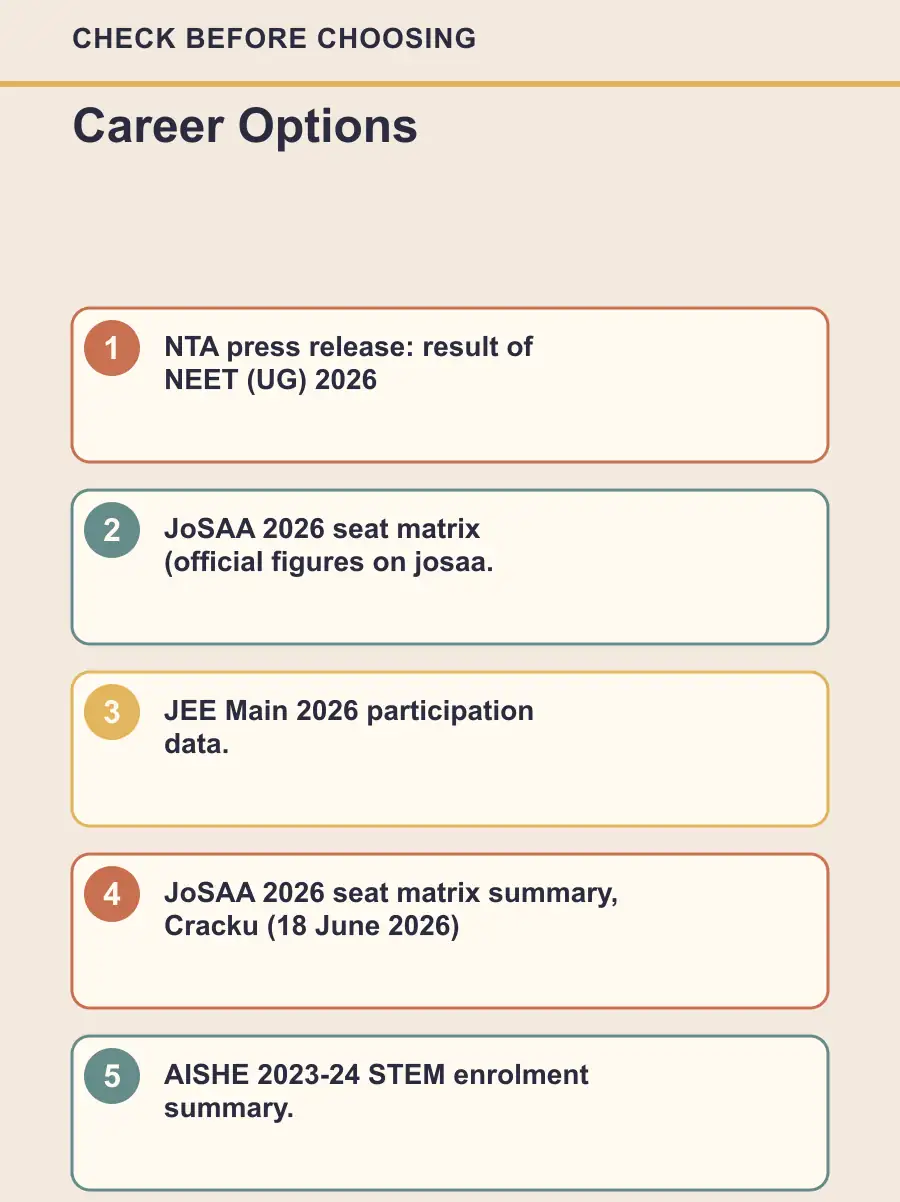 CHECK BEFORE CHOOSING
Career Options
1
NTA press release: result of
NEET (UG) 2026
2
JoSAA 2026 seat matrix
(official figures on josaa.
3
JEE Main 2026 participation
data.
4
JoSAA 2026 seat matrix summary,
Cracku (18 June 2026)
5
AISHE 2023-24 STEM enrolment
summary.